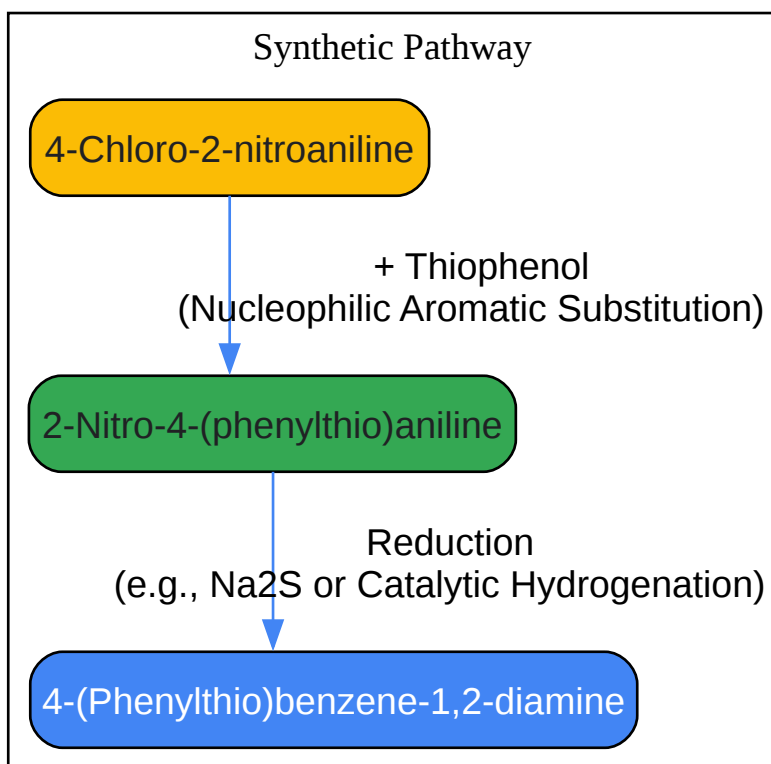 Synthetic Pathway
4-Chloro-2-nitroaniline
+ Thiophenol
(Nucleophilic Aromatic Substitution)
2-Nitro-4-(phenylthio)aniline
Reduction
(e.g., Na2S or Catalytic Hydrogenation)
4-(Phenylthio)benzene-1,2-diamine